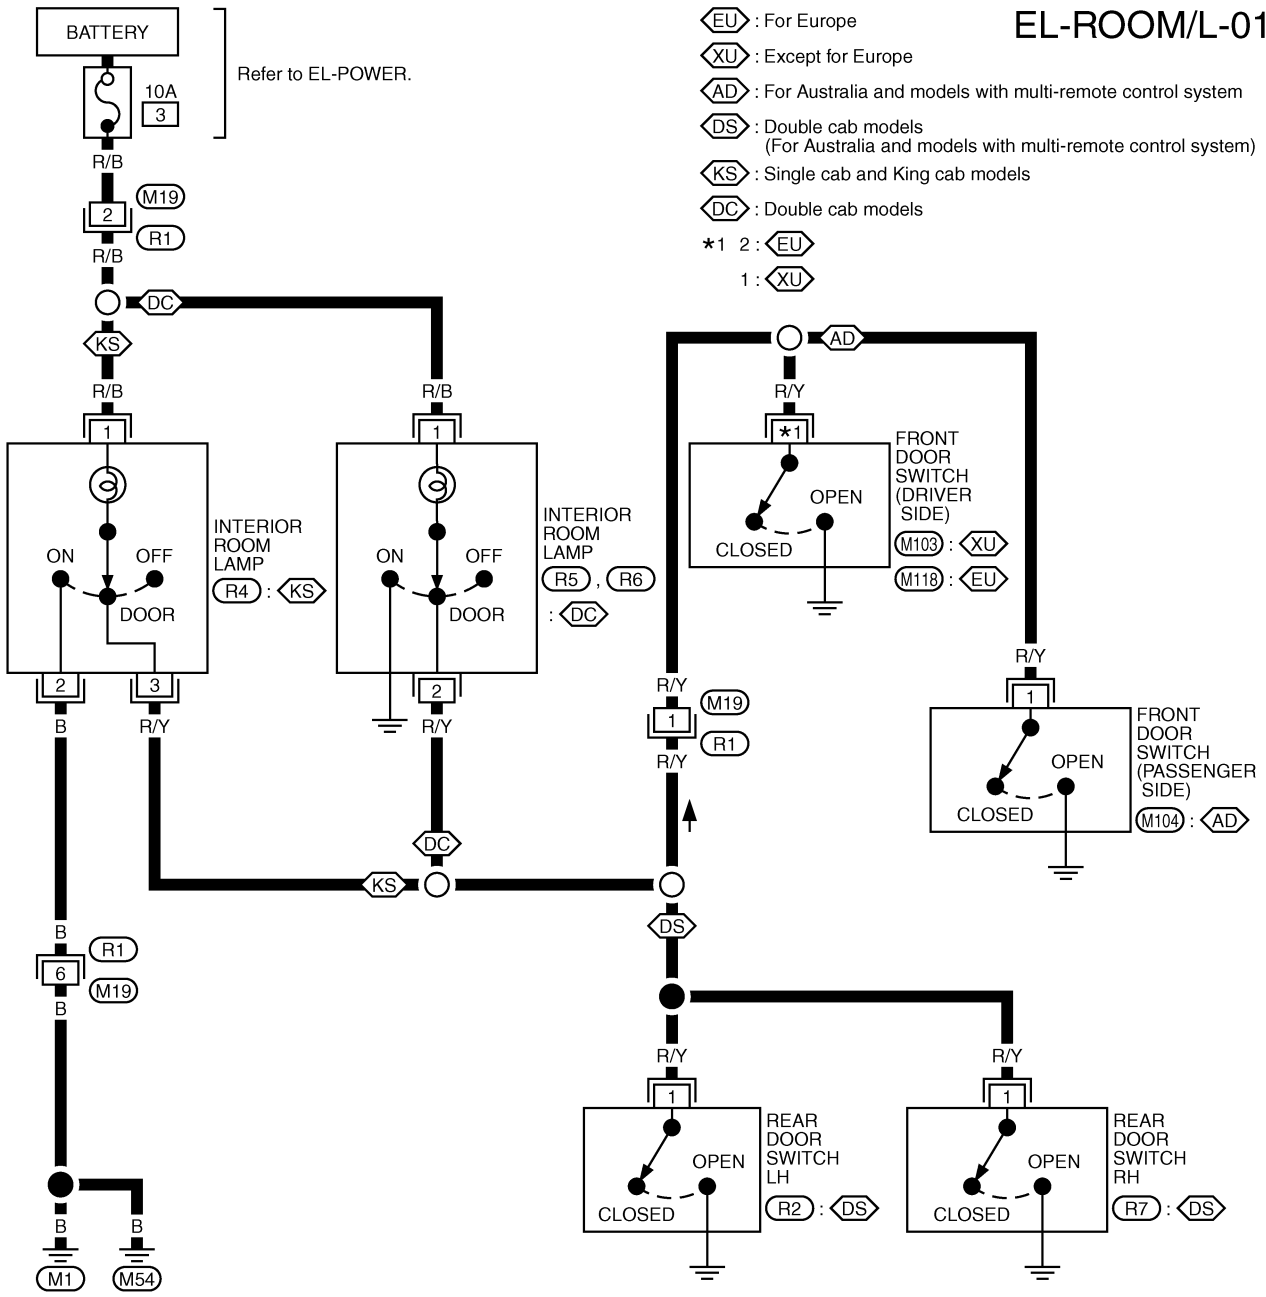 EL-ROOM/L-01
BATTERY
Refer to EL-POWER.
10A
3
EU : For Europe
XU : Except for Europe
AD : For Australia and models with multi-remote control system
DS : Double cab models
(For Australia and models with multi-remote control system)
KS : Single cab and King cab models
DC : Double cab models
*1 2 : EU
1 : XU
R/B
M19
2
R1
R/B
DC
KS
R/B
R/B
1
1
ON
OFF
DOOR
INTERIOR
ROOM
LAMP
R4 : KS
ON
OFF
DOOR
INTERIOR
ROOM
LAMP
R5 , R6
: DC
AD
R/Y
*1
OPEN
CLOSED
FRONT
DOOR
SWITCH
(DRIVER
SIDE)
M103 : XU
M118 : EU
R/Y
1
OPEN
CLOSED
FRONT
DOOR
SWITCH
(PASSENGER
SIDE)
M104 : AD
2
3
2
B
R/Y
R/Y
R/Y
M19
1
R1
R/Y
DC
KS
DS
B
R1
6
M19
B
R/Y
R/Y
1
1
OPEN
CLOSED
REAR
DOOR
SWITCH
LH
R2 : DS
OPEN
CLOSED
REAR
DOOR
SWITCH
RH
R7 : DS
B
B
M1
M54